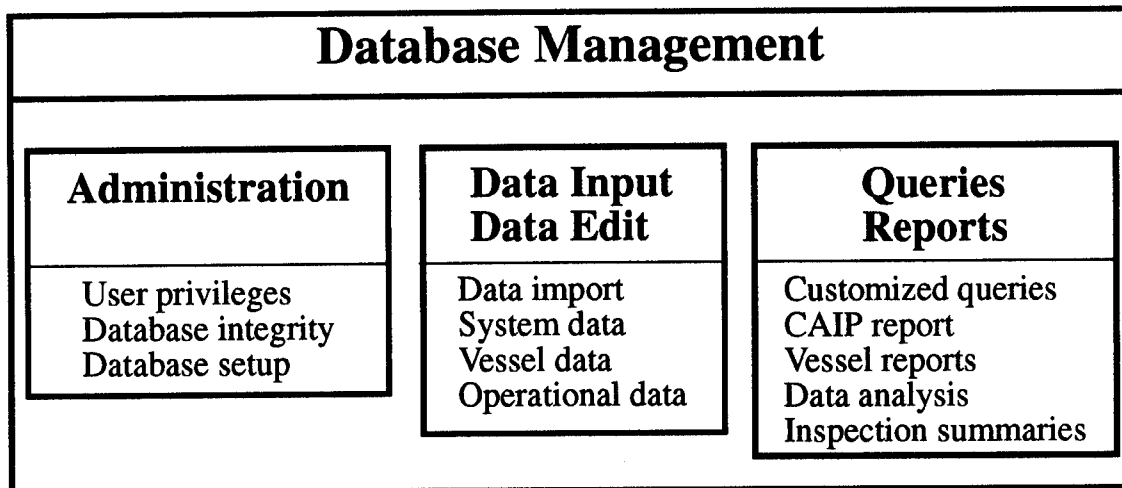 Database Management
Administration
User privileges
Database integrity
Database setup
Data Input
Data Edit
Data import
System data
Vessel data
Operational data
Queries
Reports
Customized queries
CAIP report
Vessel reports
Data analysis
Inspection summaries